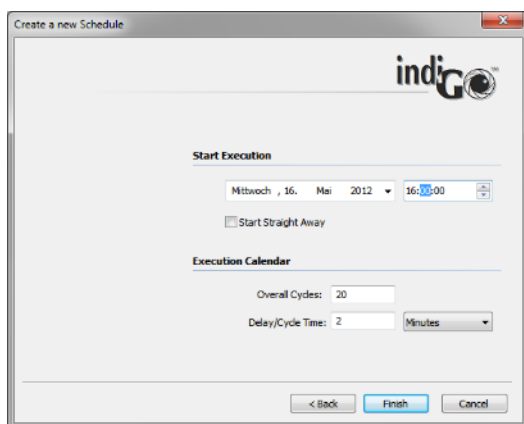 Create a new Schedule
indiGo™
Start Execution
Mittwoch , 16. Mai 2012 16:00:00
Start Straight Away
Execution Calendar
Overall Cycles: 20
Delay/Cycle Time: 2 Minutes
< Back Finish Cancel